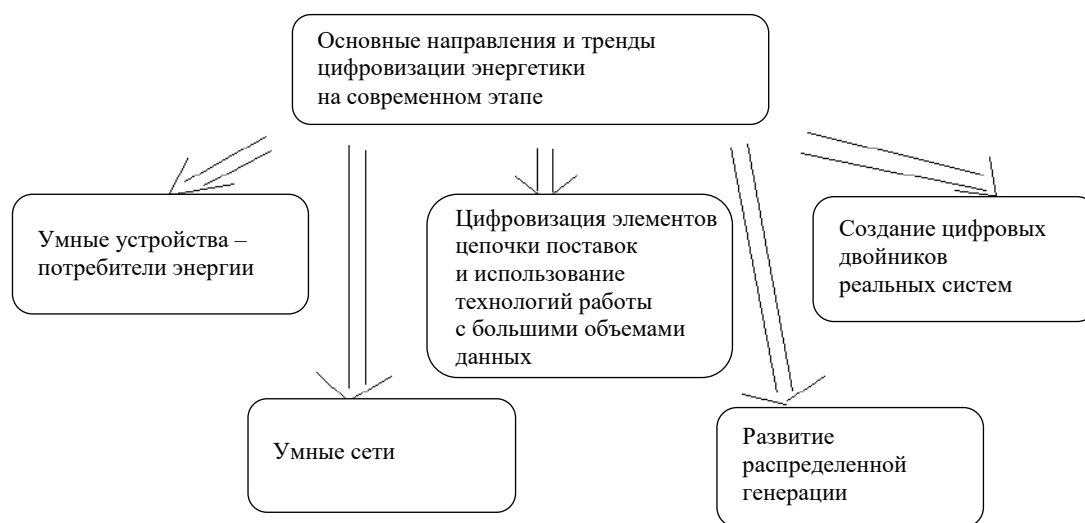 Основные направления и тренды
цифровизации энергетики
на современном этапе
Умные устройства –
потребители энергии
Цифровизация элементов
цепочки поставок
и использование
технологий работы
с большими объемами
данных
Создание цифровых
двойников
реальных систем
Умные сети
Развитие
распределенной
генерации